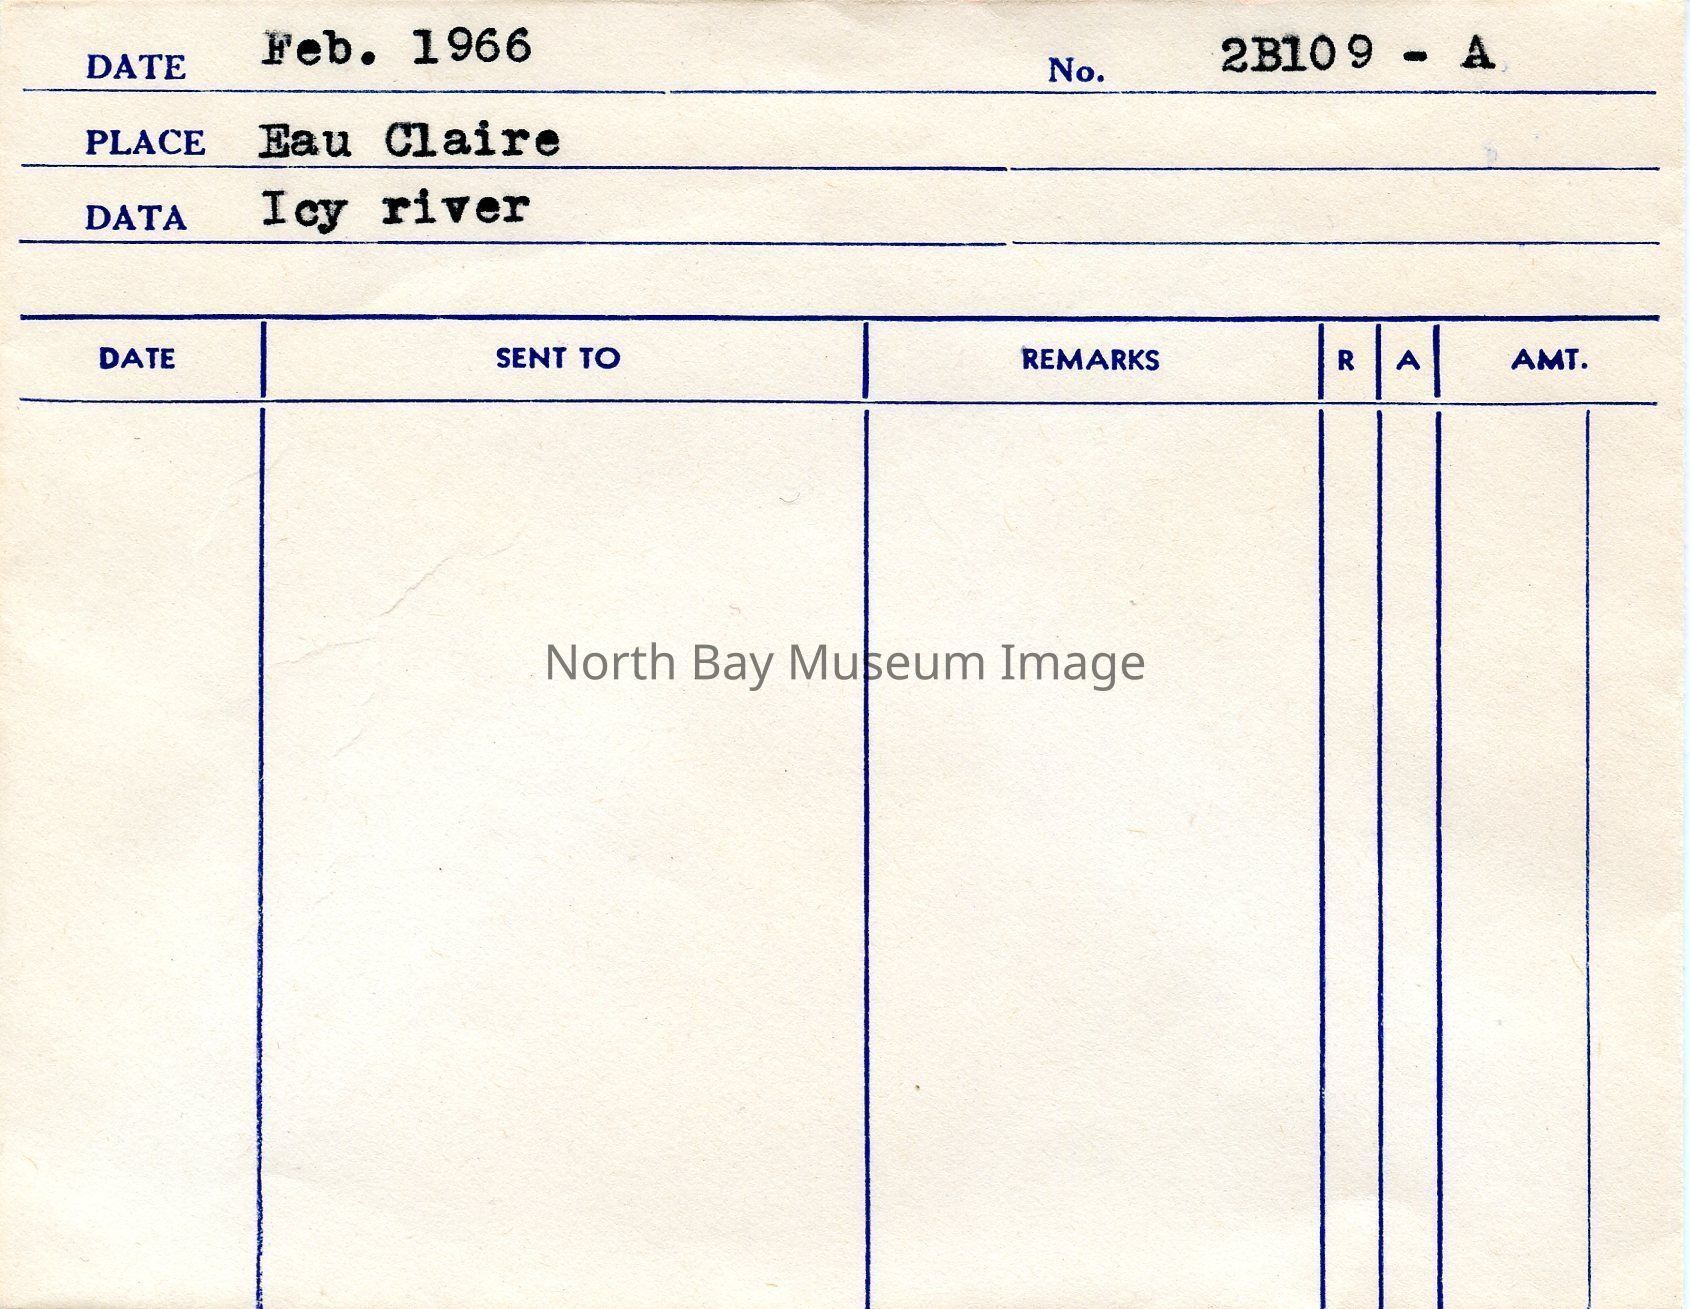 DATE Feb. 1966 No. 2B109 - A
PLACE Eau Claire
DATA Icy river
DATE SENT TO REMARKS R A AMT.
North Bay Museum Image